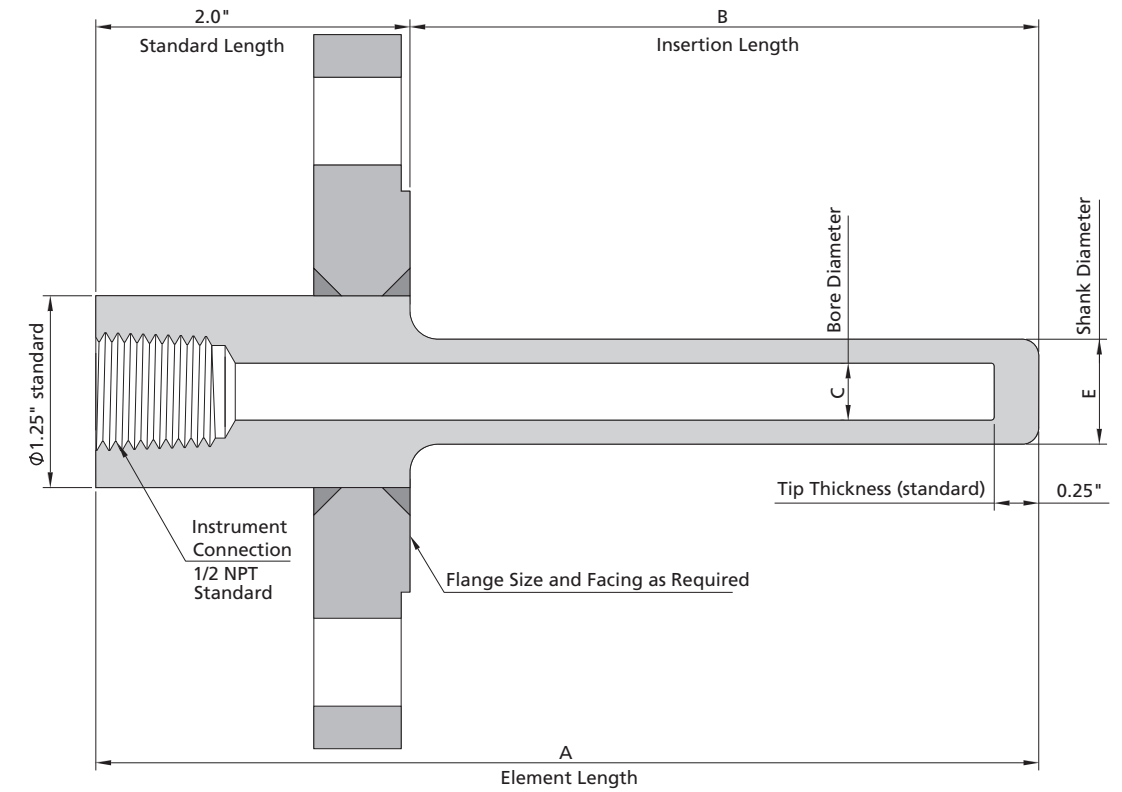 2.0"
Standard Length
B
Insertion Length
Bore Diameter
Shank Diameter
Φ1.25" standard
C
E
Tip Thickness (standard)
0.25"
Instrument
Connection
1/2 NPT
Standard
Flange Size and Facing as Required
A
Element Length